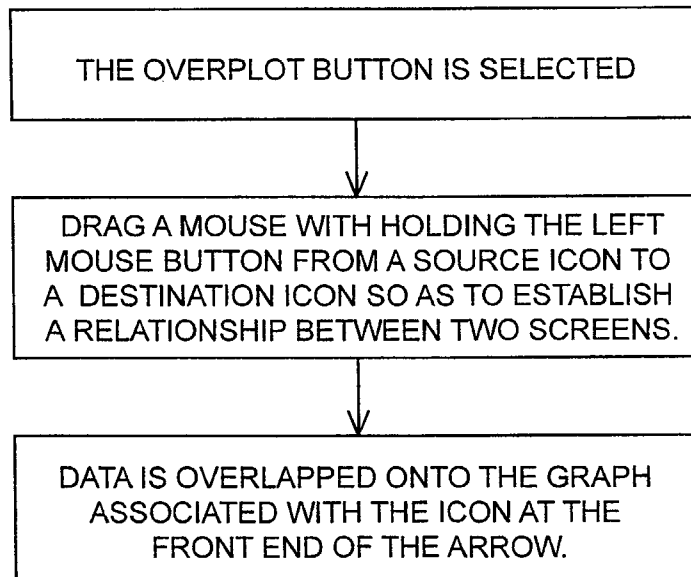 THE OVERPLOT BUTTON IS SELECTED
DRAG A MOUSE WITH HOLDING THE LEFT
MOUSE BUTTON FROM A SOURCE ICON TO
A DESTINATION ICON SO AS TO ESTABLISH
A RELATIONSHIP BETWEEN TWO SCREENS.
DATA IS OVERLAPPED ONTO THE GRAPH
ASSOCIATED WITH THE ICON AT THE
FRONT END OF THE ARROW.